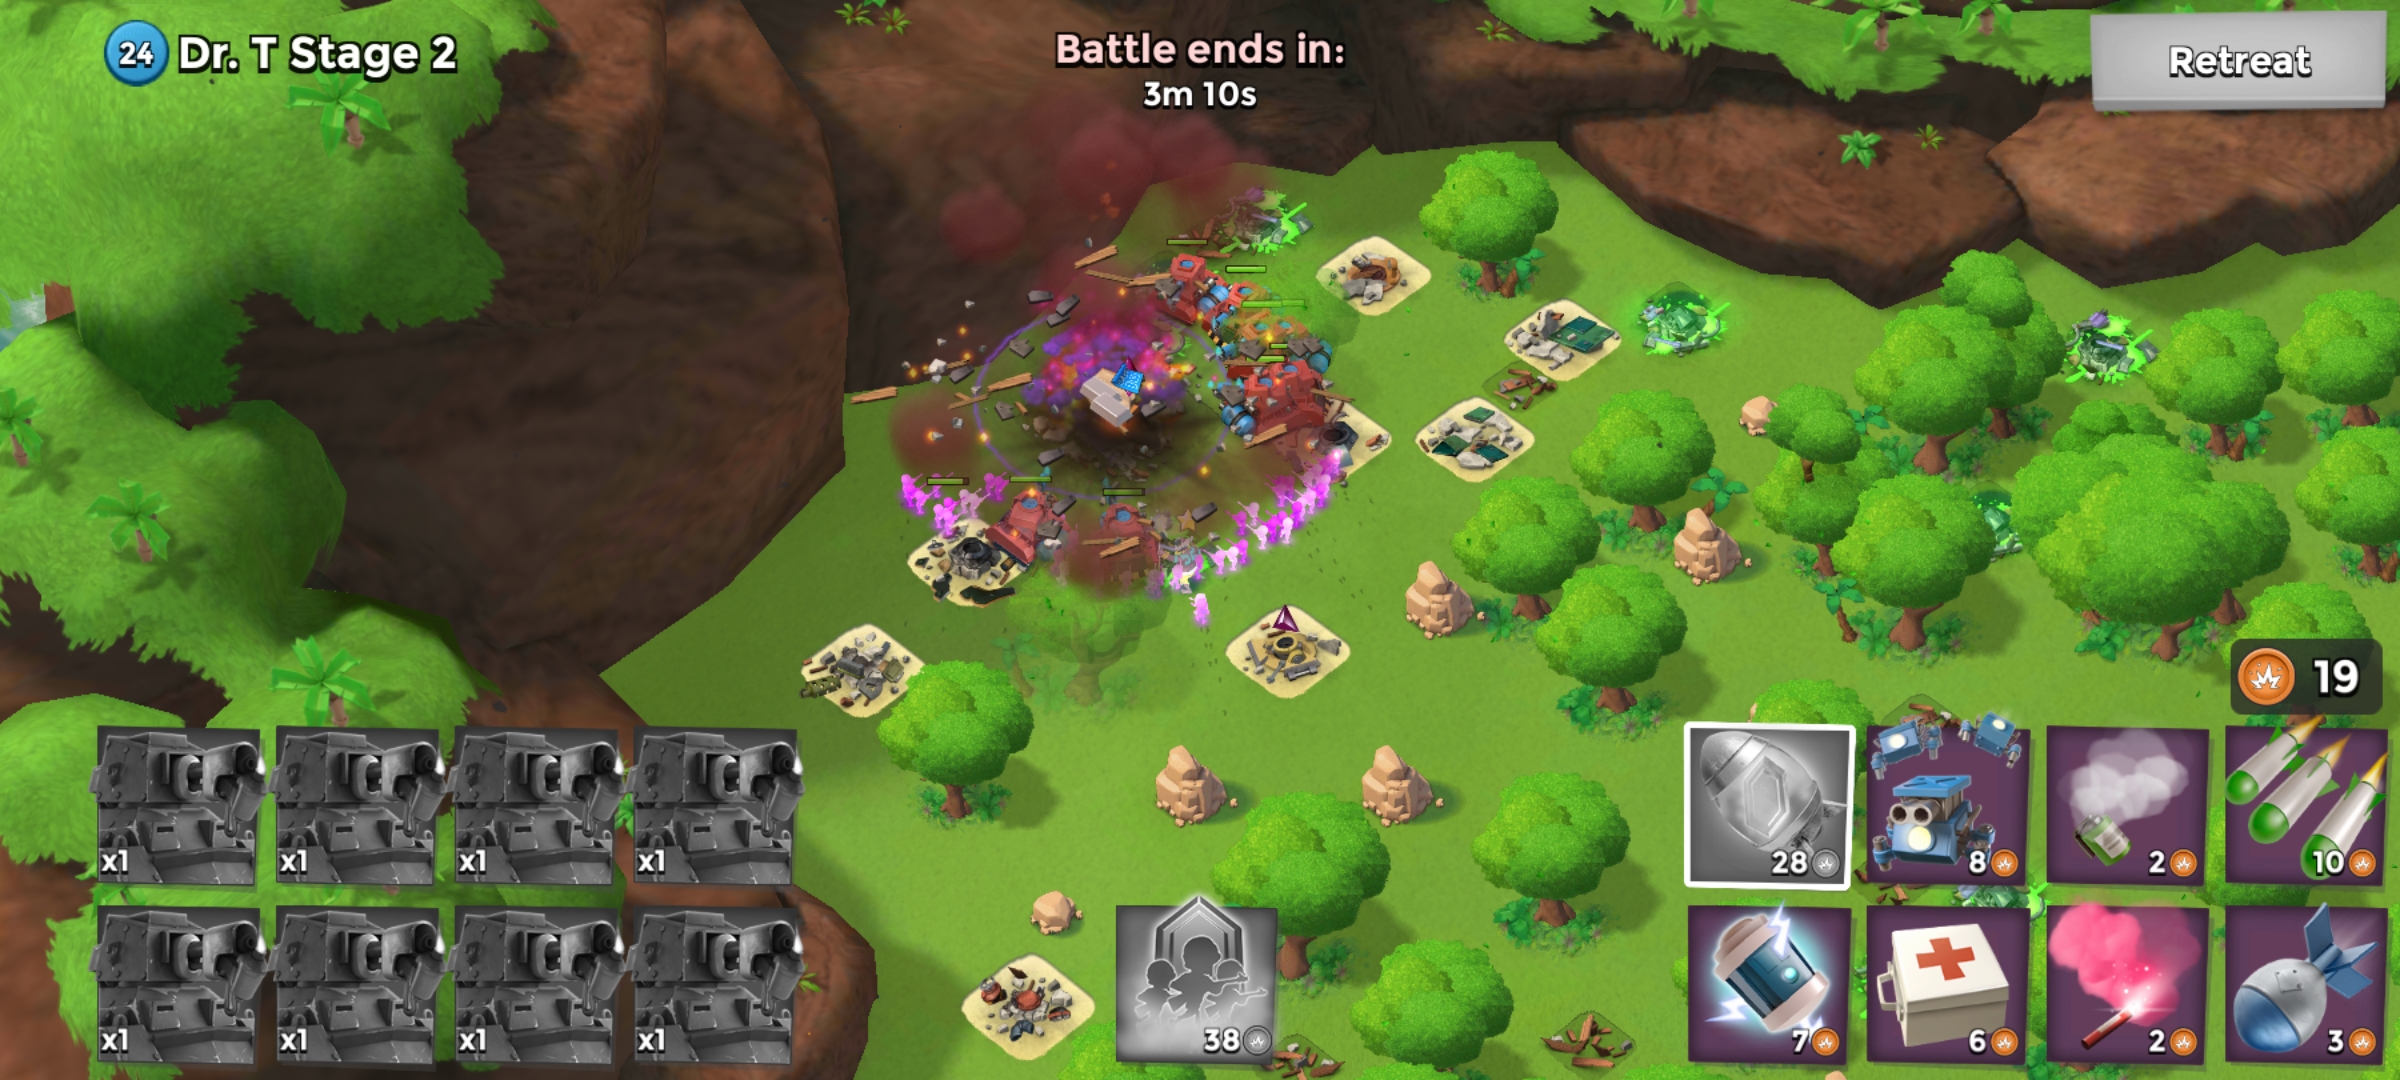 24 Dr. T Stage 2
Battle ends in:
3m 10s
Retreat
19
x1 x1 x1 x1
28 8 2 10
x1 x1 x1 x1
38
7 6 2 3